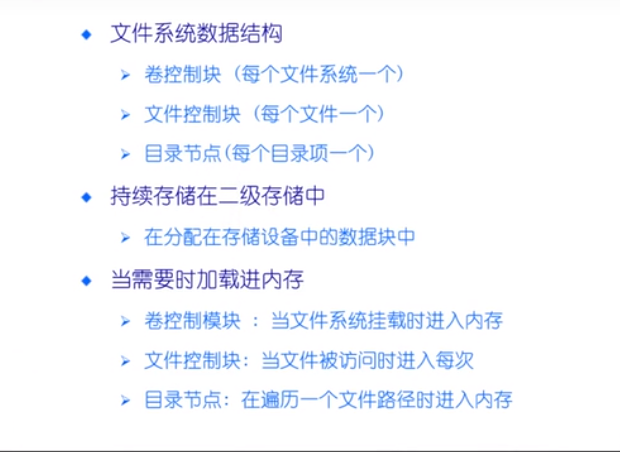 文件系统数据结构
卷控制块 (每个文件系统一个)
文件控制块 (每个文件一个)
目录节点(每个目录项一个)
持续存储在二级存储中
在分配在存储设备中的数据块中
当需要时加载进内存
卷控制模块 : 当文件系统挂载时进入内存
文件控制块: 当文件被访问时进入每次
目录节点: 在遍历一个文件路径时进入内存